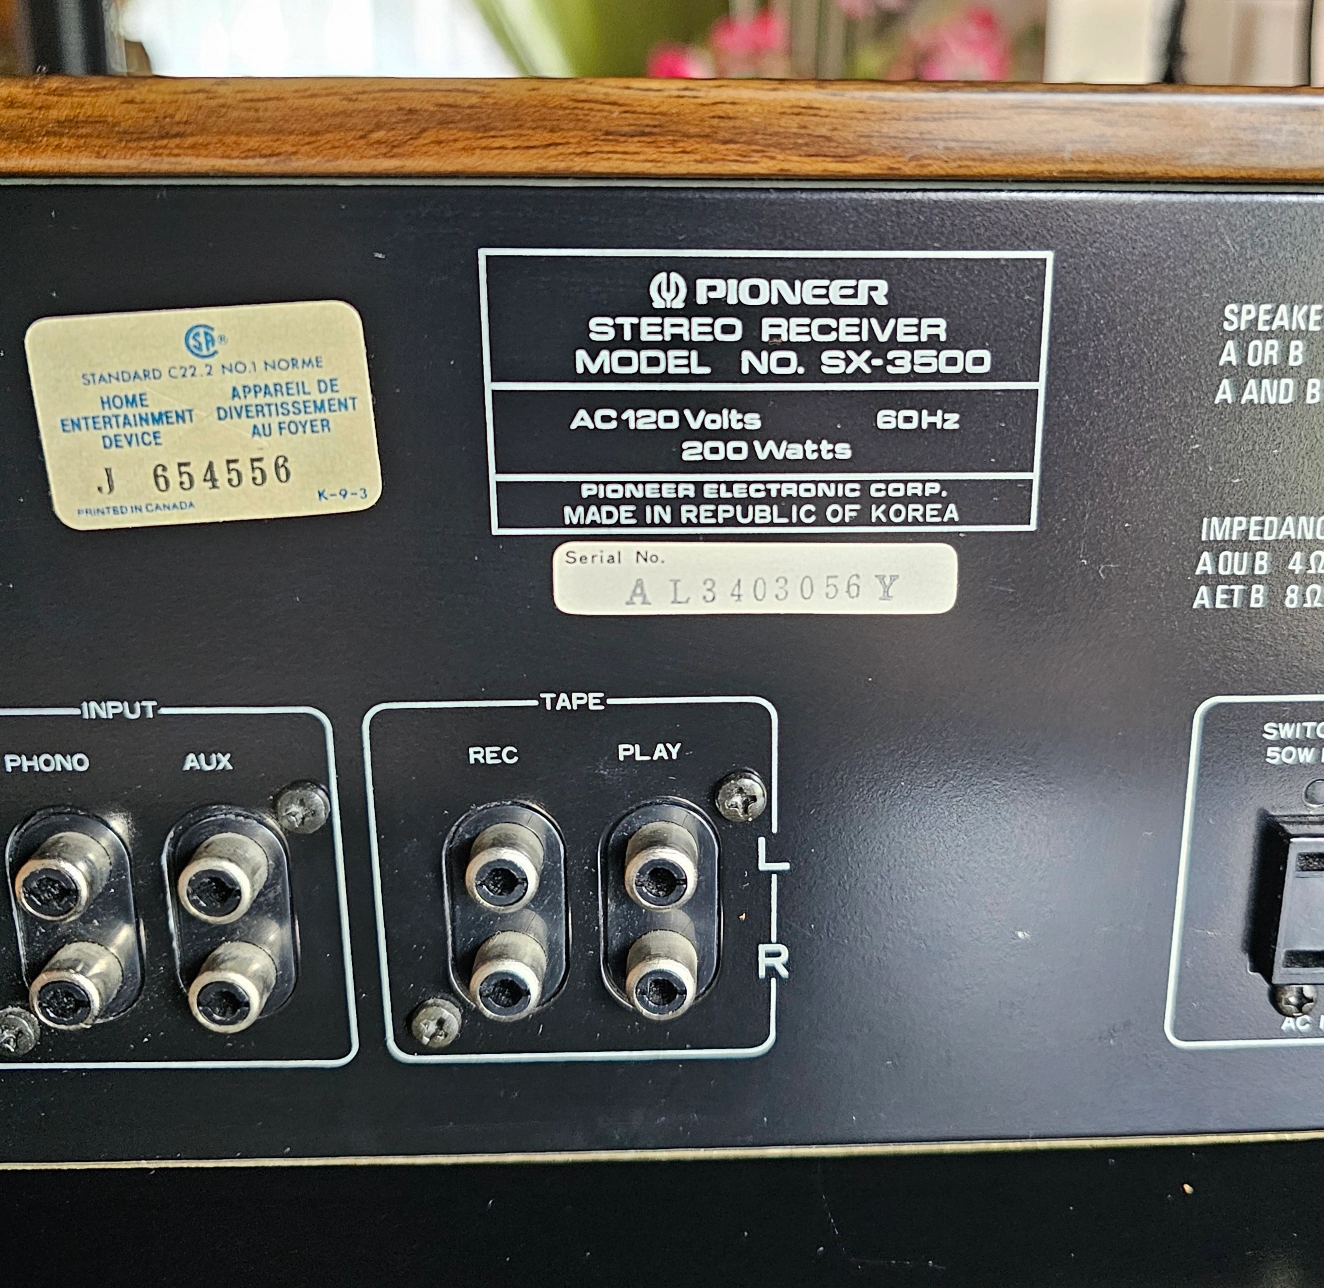 CSA®
STANDARD C22.2 NO.1 NORME
HOME ENTERTAINMENT DEVICE
APPAREIL DE DIVERTISSEMENT AU FOYER
J 654556
PRINTED IN CANADA K-9-3
PIONEER
STEREO RECEIVER
MODEL NO. SX-3500
AC 120 Volts 60Hz
200 Watts
PIONEER ELECTRONIC CORP.
MADE IN REPUBLIC OF KOREA
Serial No.
AL3403056Y
SPEAKE
A OR B
A AND B
IMPEDANC
A OU B 4Ω
A ET B 8Ω
INPUT
PHONO AUX
TAPE
REC PLAY
L
R
SWITC
50W
AC